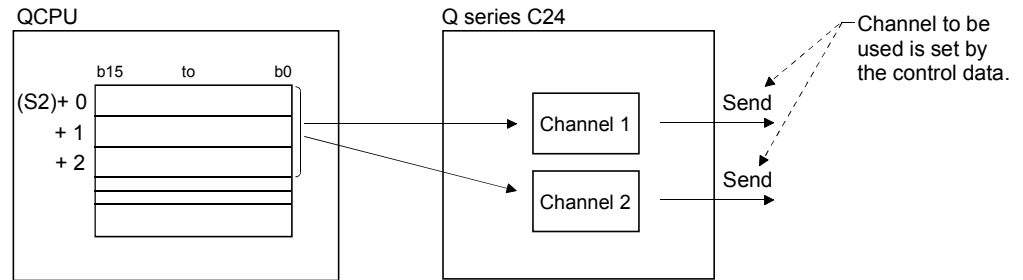 QCPU
Q series C24
Channel to be
used is set by
the control data.
b15 to b0
(S2)+ 0
+ 1
+ 2
Channel 1
Send
Channel 2
Send